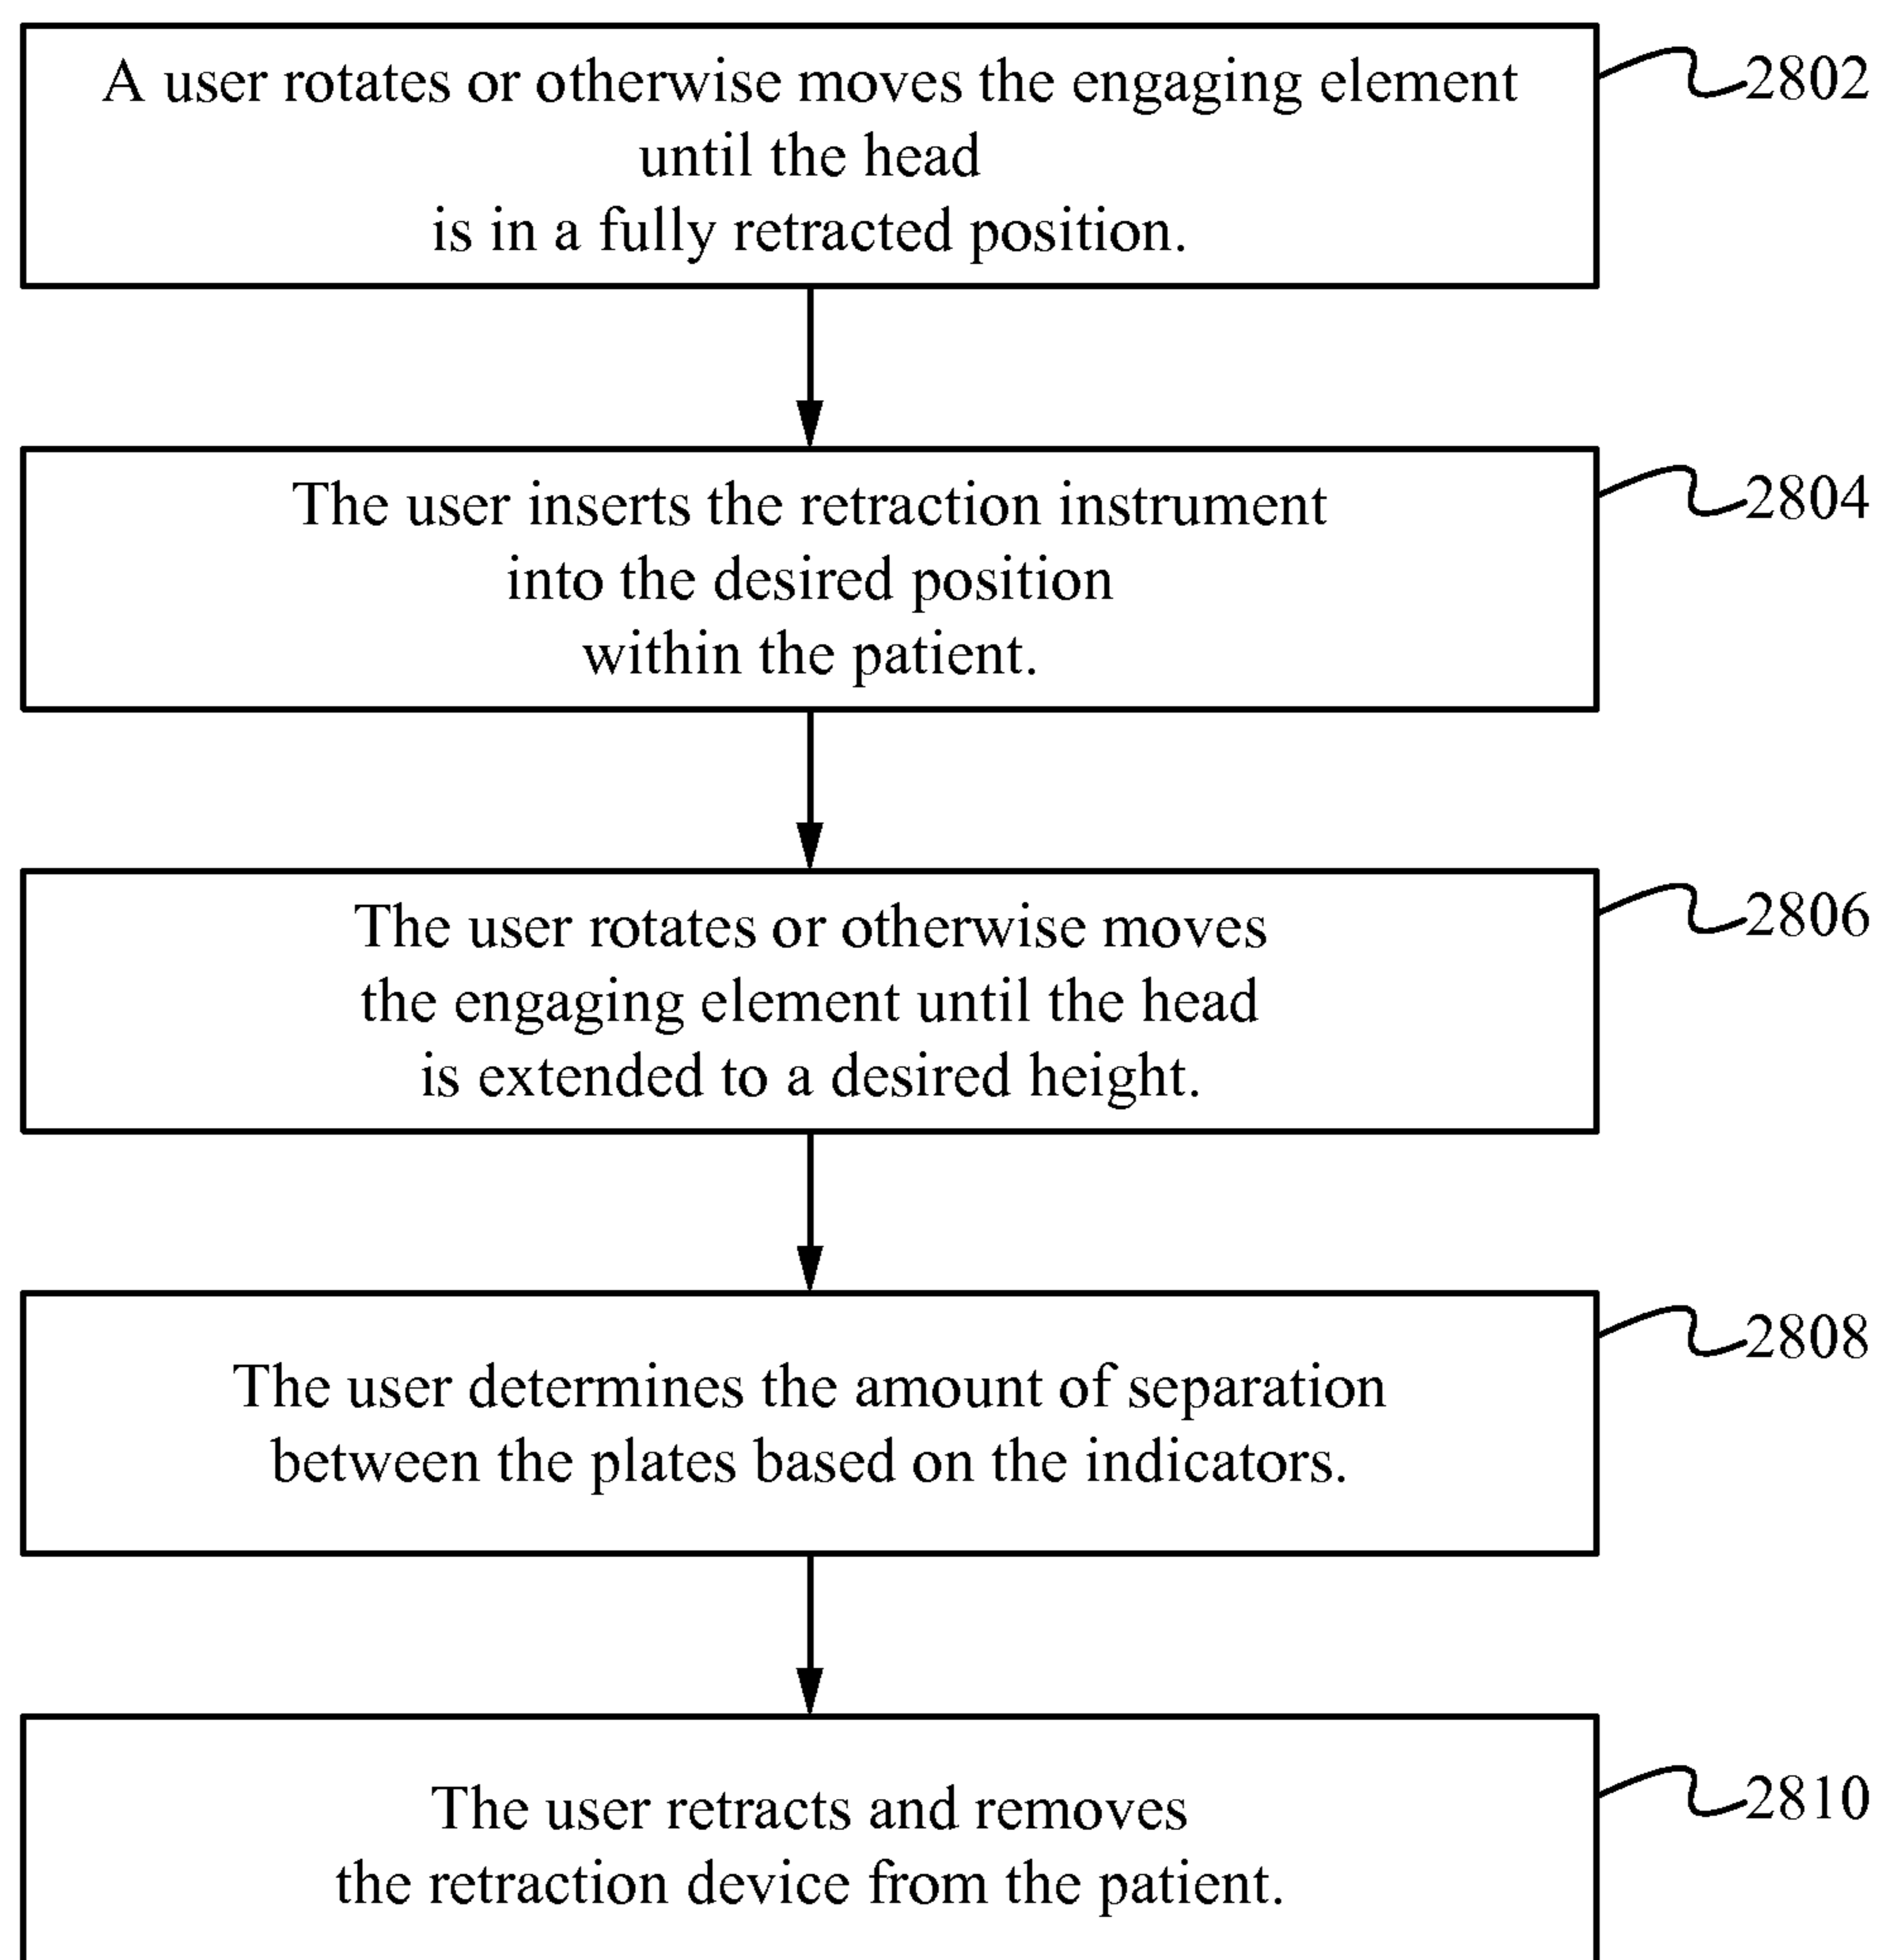 A user rotates or otherwise moves the engaging element
until the head
is in a fully retracted position.
2802
The user inserts the retraction instrument
into the desired position
within the patient.
2804
The user rotates or otherwise moves
the engaging element until the head
is extended to a desired height.
2806
The user determines the amount of separation
between the plates based on the indicators.
2808
The user retracts and removes
the retraction device from the patient.
2810